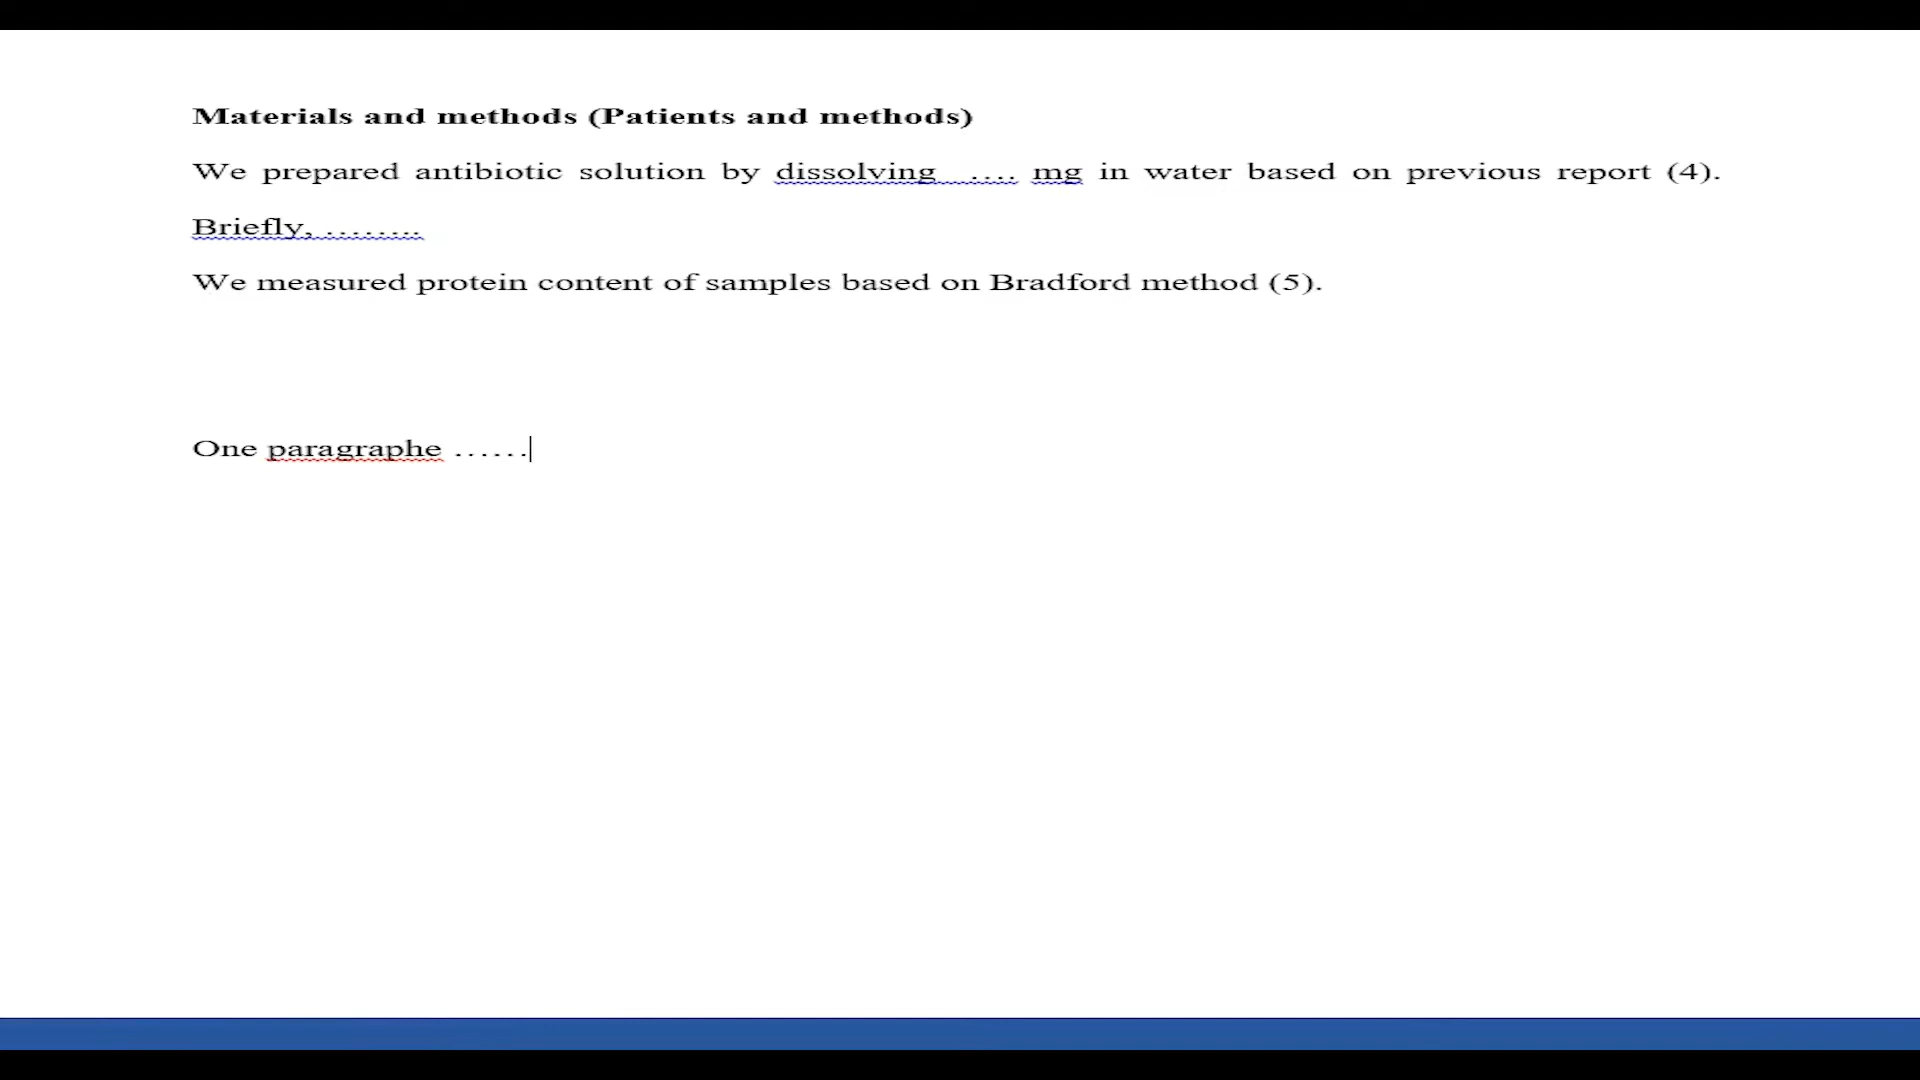 Materials and methods (Patients and methods)
We prepared antibiotic solution by dissolving …. mg in water based on previous report (4).
Briefly, ……..
We measured protein content of samples based on Bradford method (5).
One paragraphe ……